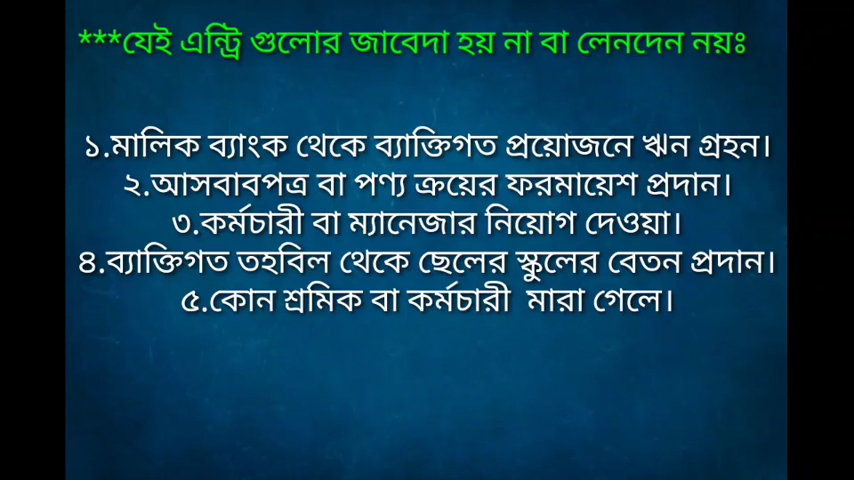 ***যেই এন্ট্রি গুলোর জাবেদা হয় না বা লেনদেন নয়ঃ
১.মালিক ব্যাংক থেকে ব্যাক্তিগত প্রয়োজনে ঋন গ্রহন।
২.আসবাবপত্র বা পণ্য ক্রয়ের ফরমায়েশ প্রদান।
৩.কর্মচারী বা ম্যানেজার নিয়োগ দেওয়া।
৪.ব্যাক্তিগত তহবিল থেকে ছেলের স্কুলের বেতন প্রদান।
৫.কোন শ্রমিক বা কর্মচারী মারা গেলে।